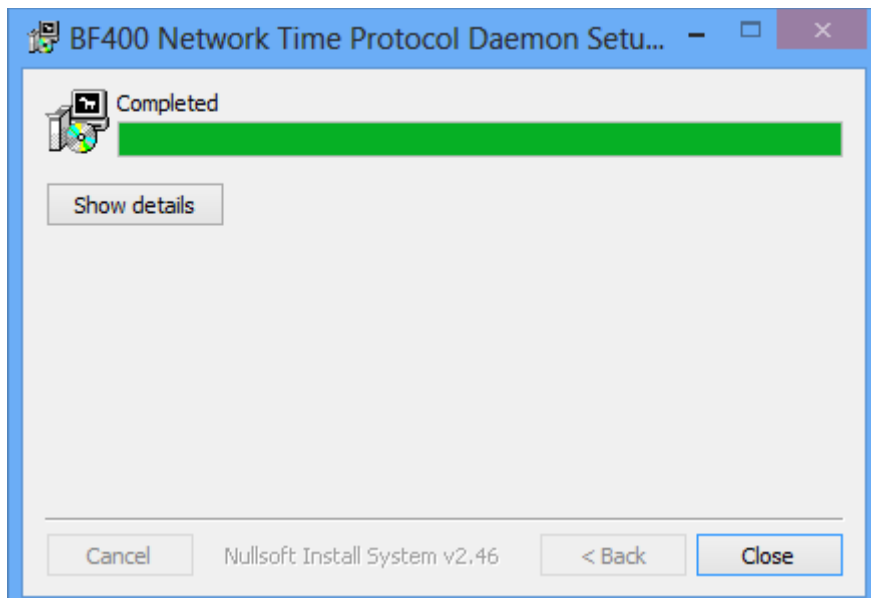 BF400 Network Time Protocol Daemon Setu...
Completed
Show details
Cancel
Nullsoft Install System v2.46
< Back
Close